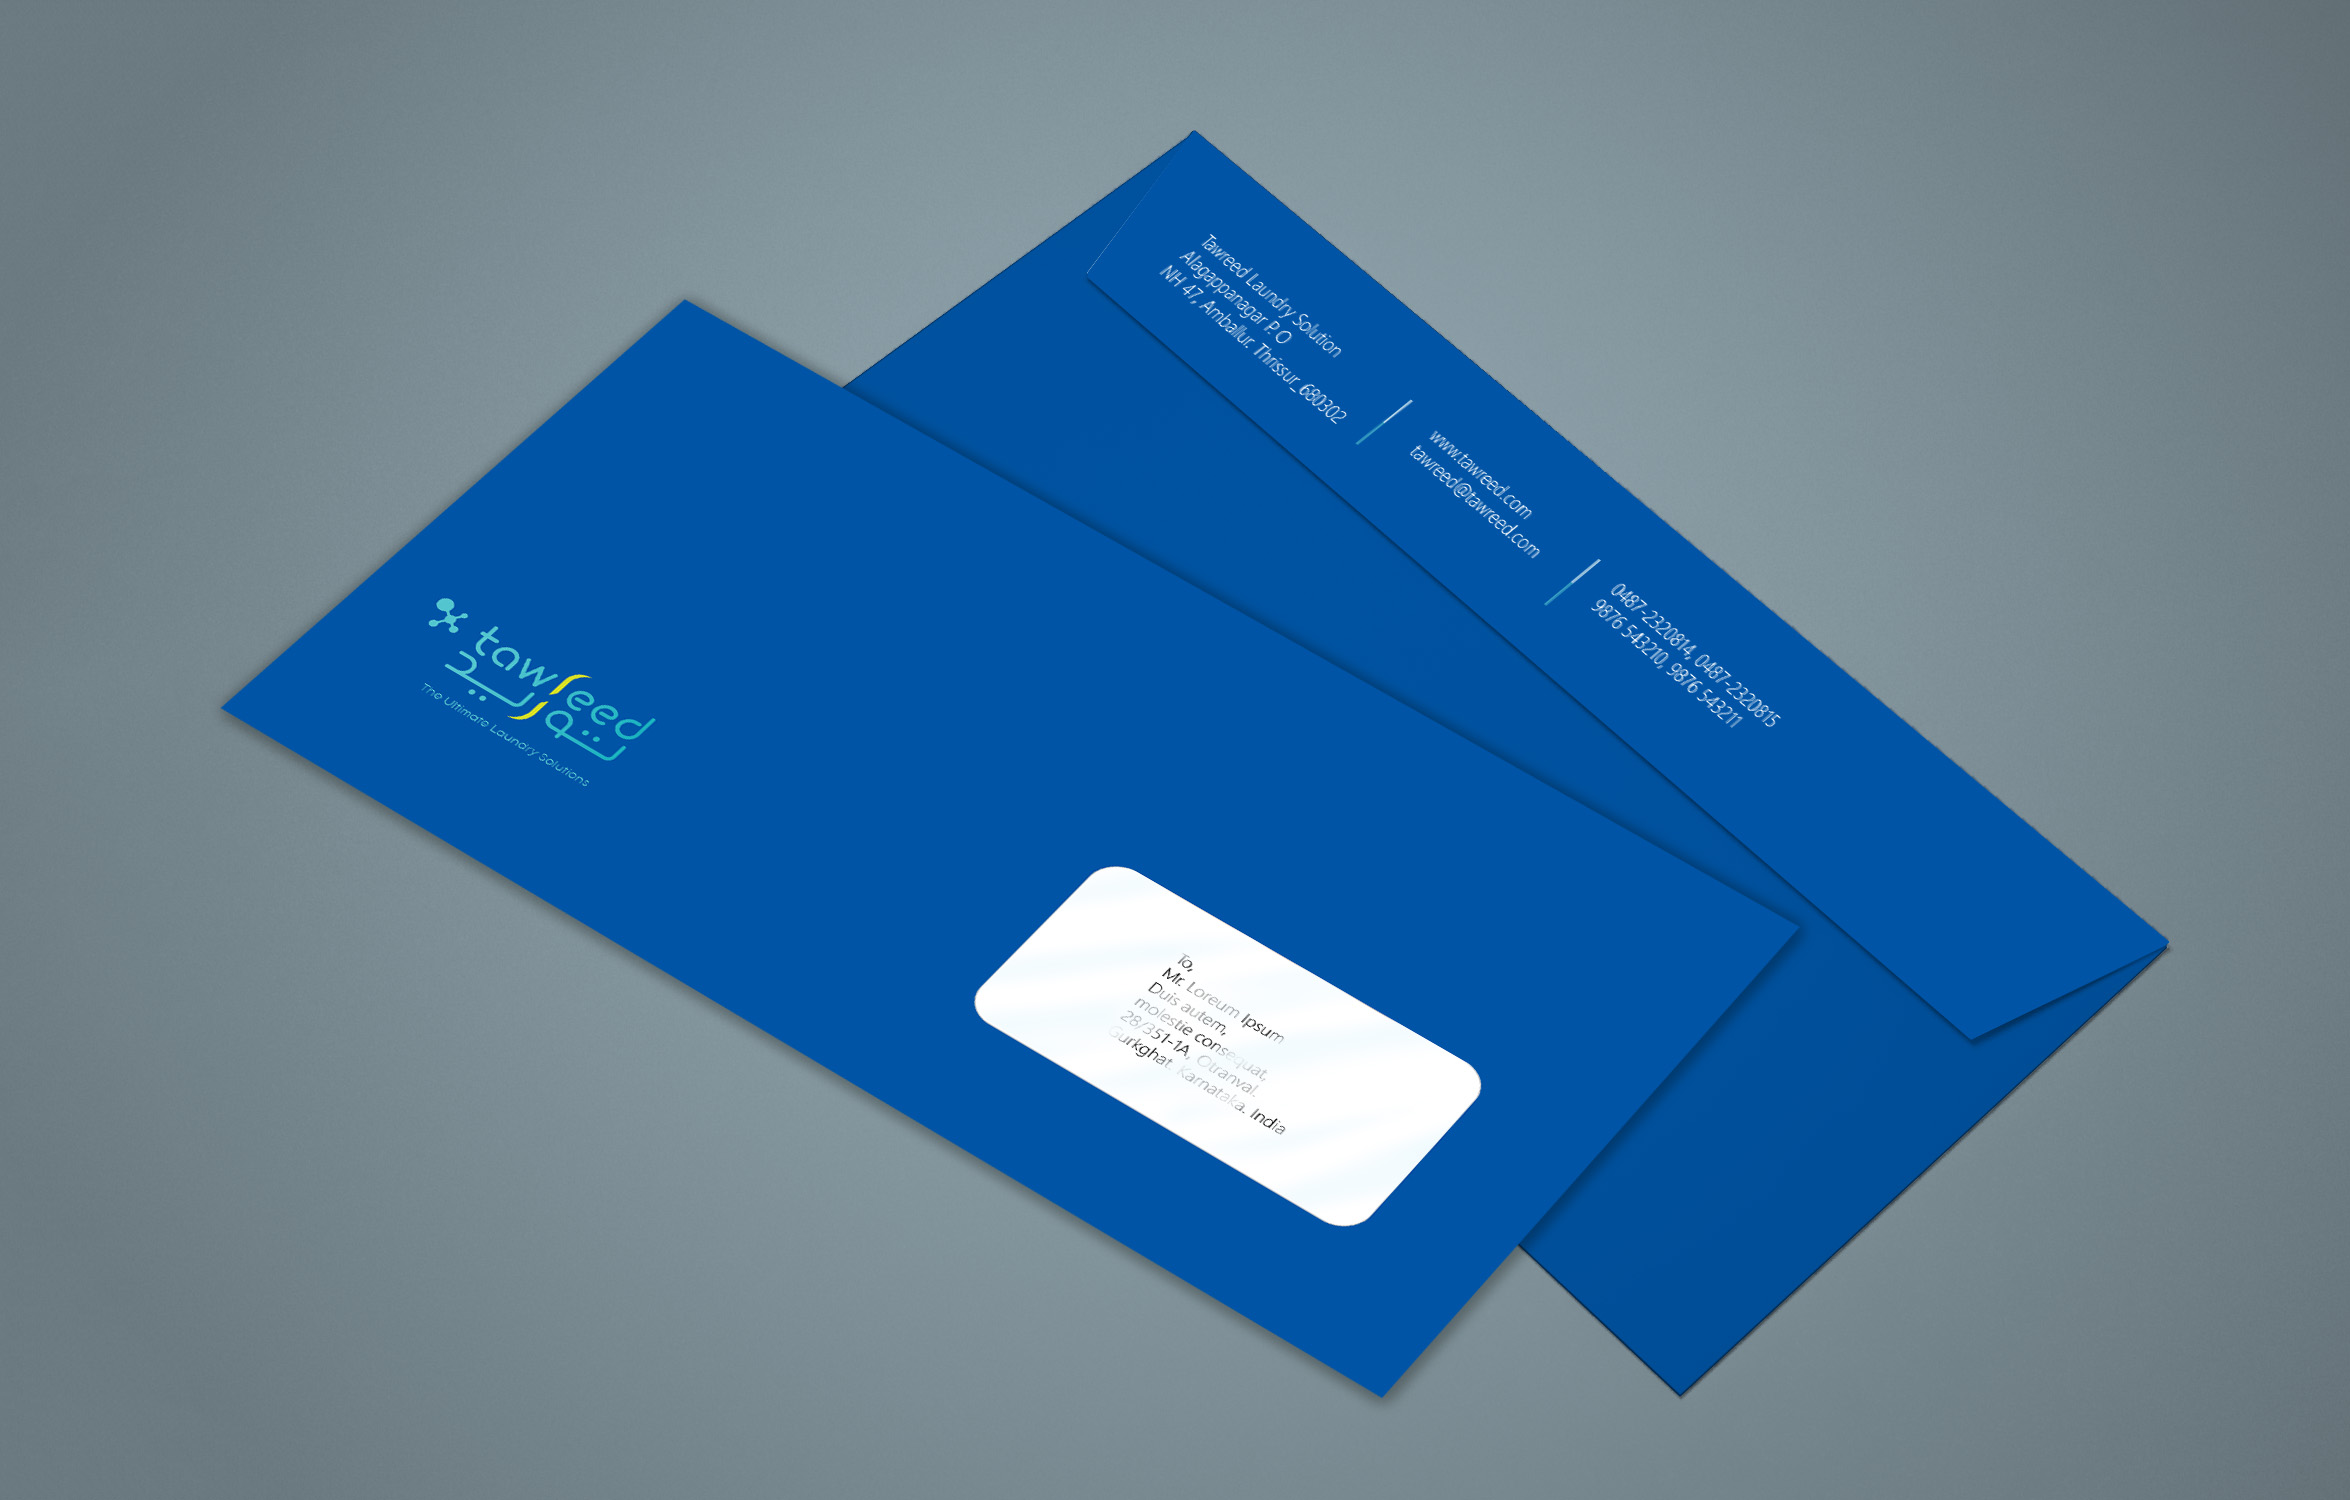 Tawreed Laundry Solution
Alagappanagar P. O
NH 47, Amballur. Thrissur_680302
www.tawreed.com
tawreed@tawreed.com
0487-2320814, 0487-2320815
9876 543210, 9876 543211
tawreed
توريد
The Ultimate Laundry Solutions
To,
Mr. Loreum Ipsum
Duis autem,
molestie consequat,
28/351-1A, Otranval.
Gurkghat. Karnataka. India